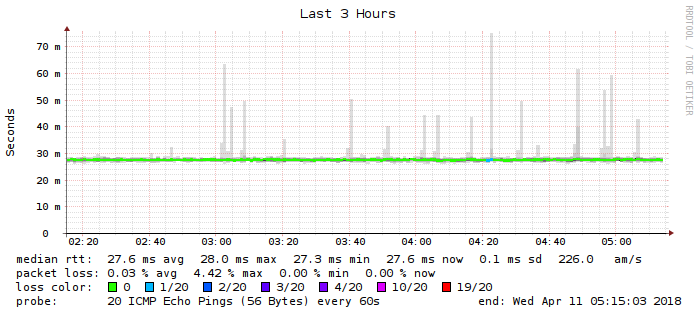 Last 3 Hours
RRDTOOL / TOBI OETIKER
Seconds
70 m
60 m
50 m
40 m
30 m
20 m
10 m
0
02:20 02:40 03:00 03:20 03:40 04:00 04:20 04:40 05:00
median rtt: 27.6 ms avg 28.0 ms max 27.3 ms min 27.6 ms now 0.1 ms sd 226.0 am/s
packet loss: 0.03 % avg 4.42 % max 0.00 % min 0.00 % now
loss color: 0 1/20 2/20 3/20 4/20 10/20 19/20
probe: 20 ICMP Echo Pings (56 Bytes) every 60s end: Wed Apr 11 05:15:03 2018